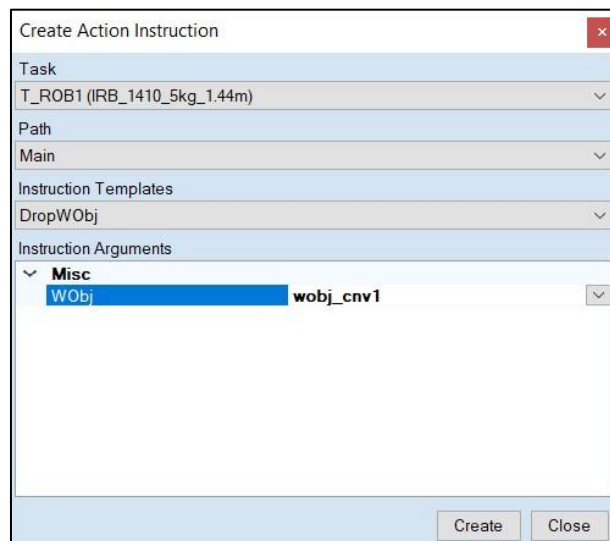 Create Action Instruction
Task
T_ROB1 (IRB_1410_5kg_1.44m)
Path
Main
Instruction Templates
DropWObj
Instruction Arguments
Misc
WObj wobj_cnv1
Create Close